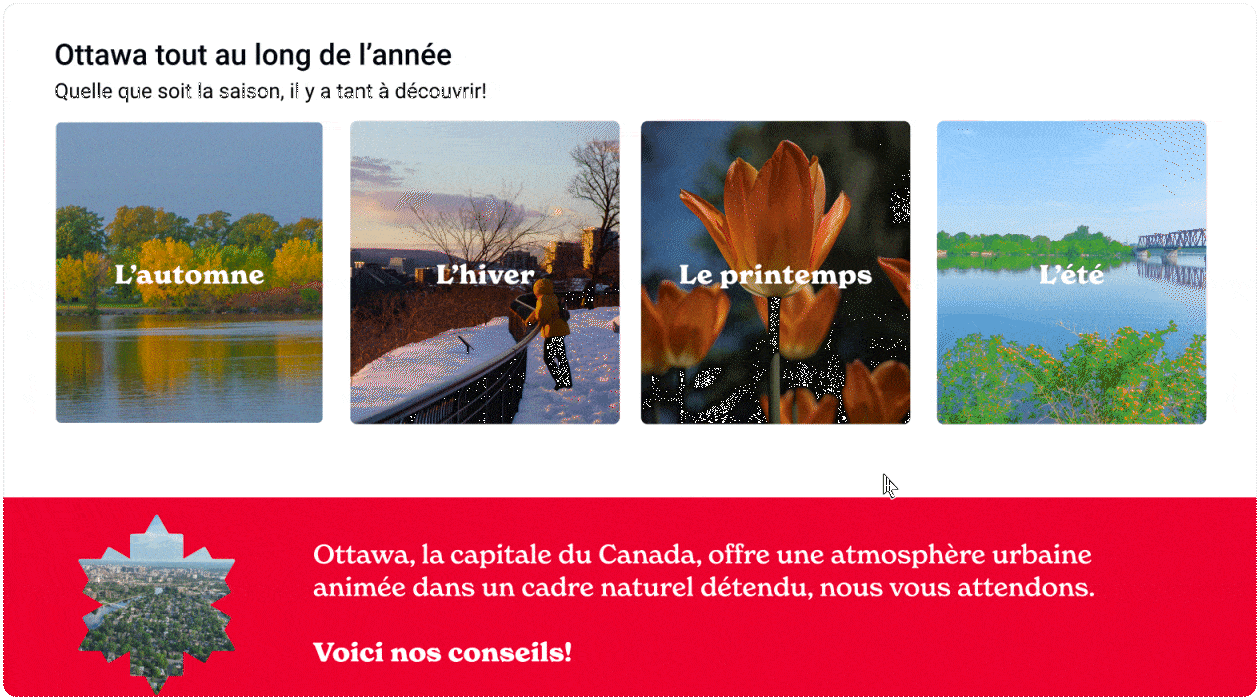 Ottawa tout au long de l’année
Quelle que soit la saison, il y a tant à découvrir!
L’automne
L’hiver
Le printemps
L’été
Ottawa, la capitale du Canada, offre une atmosphère urbaine
animée dans un cadre naturel détendu, nous vous attendons.
Voici nos conseils!